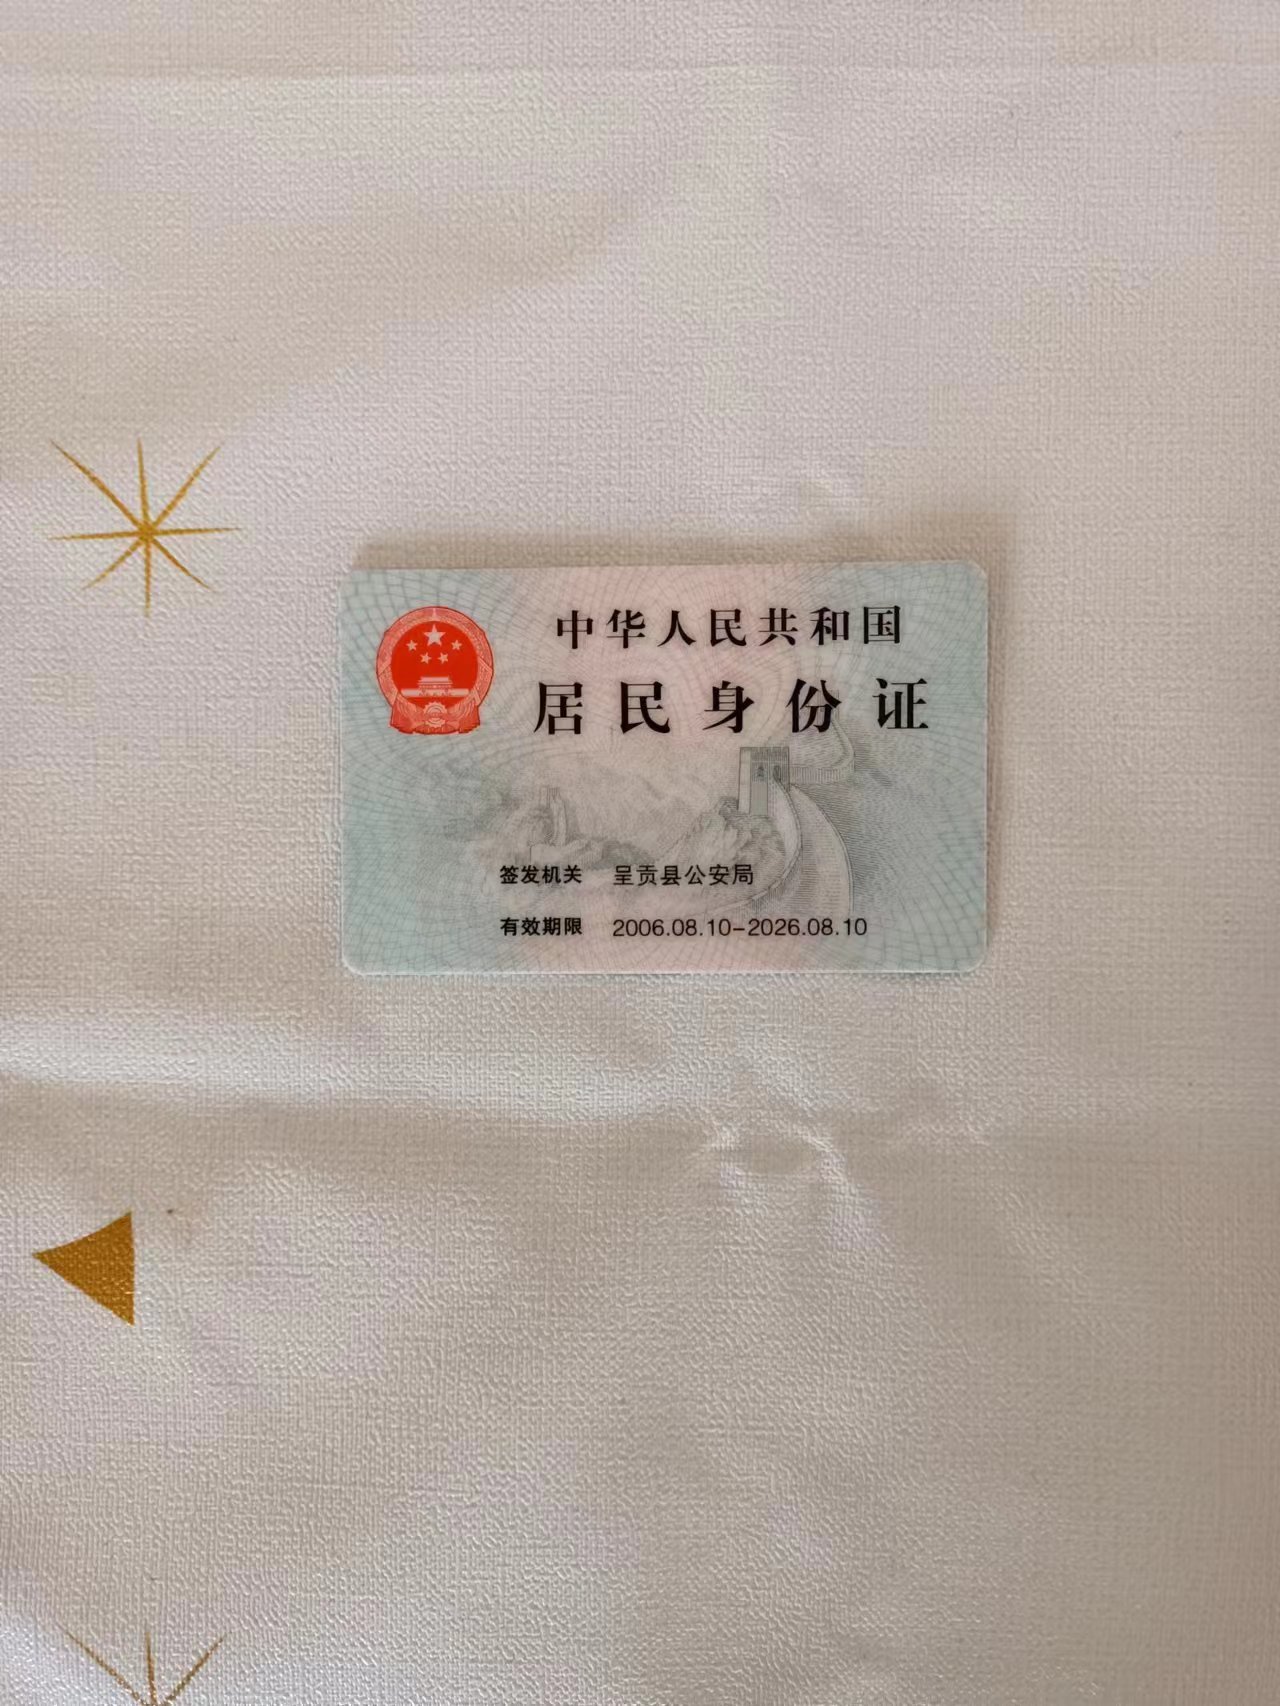 中华人民共和国
居民身份证
签发机关 呈贡县公安局
有效期限 2006.08.10-2026.08.10